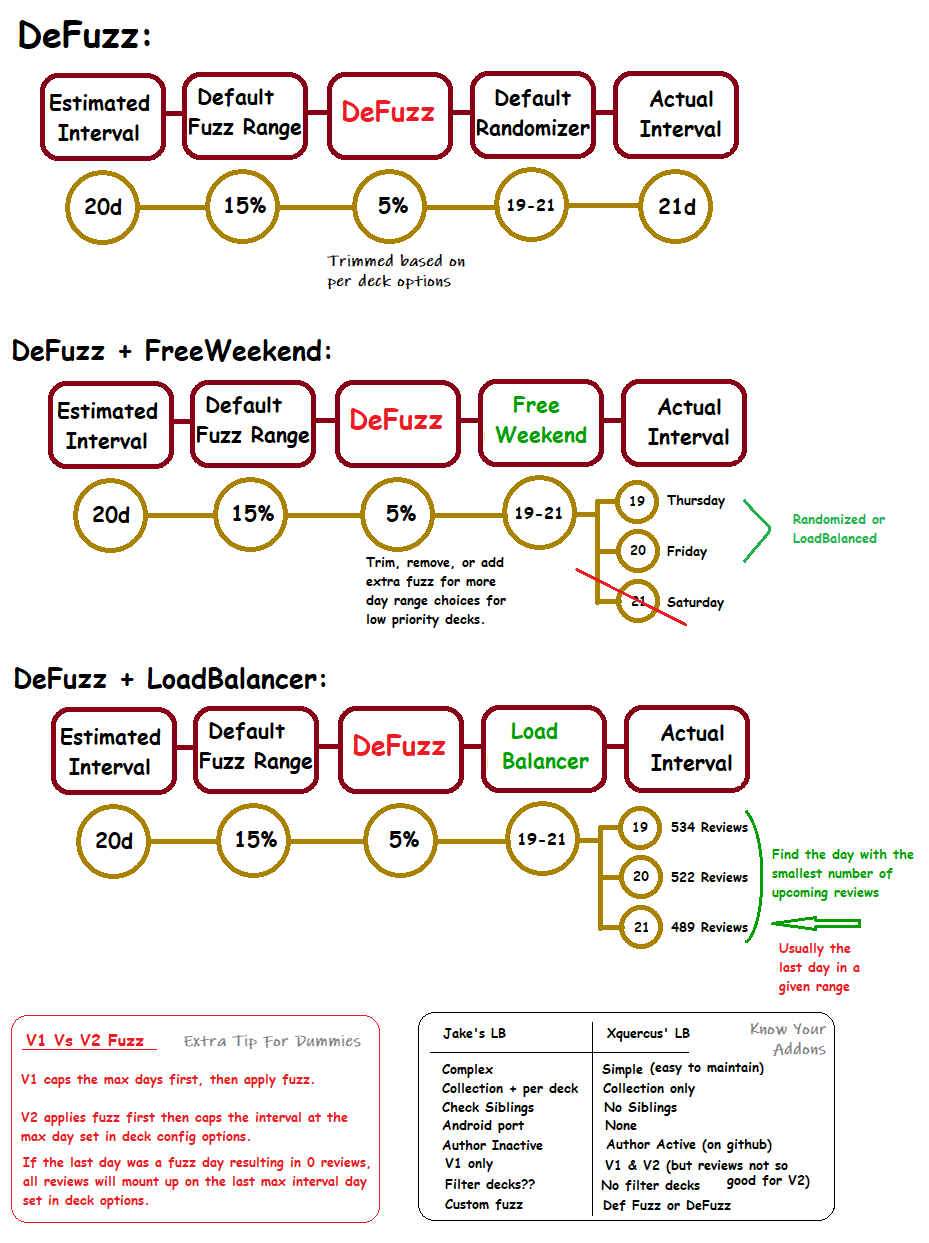 DeFuzz:
Estimated
Interval
Default
Fuzz Range
DeFuzz
Default
Randomizer
Actual
Interval
20d
15%
5%
19-21
21d
Trimmed based on
per deck options
DeFuzz + FreeWeekend:
Estimated
Interval
Default
Fuzz Range
DeFuzz
Free
Weekend
Actual
Interval
20d
15%
5%
19-21
19 Thursday
20 Friday
21 Saturday
Randomized or
LoadBalanced
Trim, remove, or add
extra fuzz for more
day range choices for
low priority decks.
DeFuzz + LoadBalancer:
Estimated
Interval
Default
Fuzz Range
DeFuzz
Load
Balancer
Actual
Interval
20d
15%
5%
19-21
19 534 Reviews
20 522 Reviews
21 489 Reviews
Find the day with the
smallest number of
upcoming reviews
Usually the
last day in a
given range
V1 Vs V2 Fuzz
Extra Tip For Dummies
V1 caps the max days first, then apply fuzz.
V2 applies fuzz first then caps the interval at the
max day set in deck config options.
If the last day was a fuzz day resulting in 0 reviews,
all reviews will mount up on the last max interval day
set in deck options.
Know Your
Addons
Jake's LB
Complex
Collection + per deck
Check Siblings
Android port
Author Inactive
V1 only
Filter decks??
Custom fuzz
Xquercus' LB
Simple (easy to maintain)
Collection only
No Siblings
None
Author Active (on github)
V1 & V2 (but reviews not so
good for V2)
No filter decks
Def Fuzz or DeFuzz